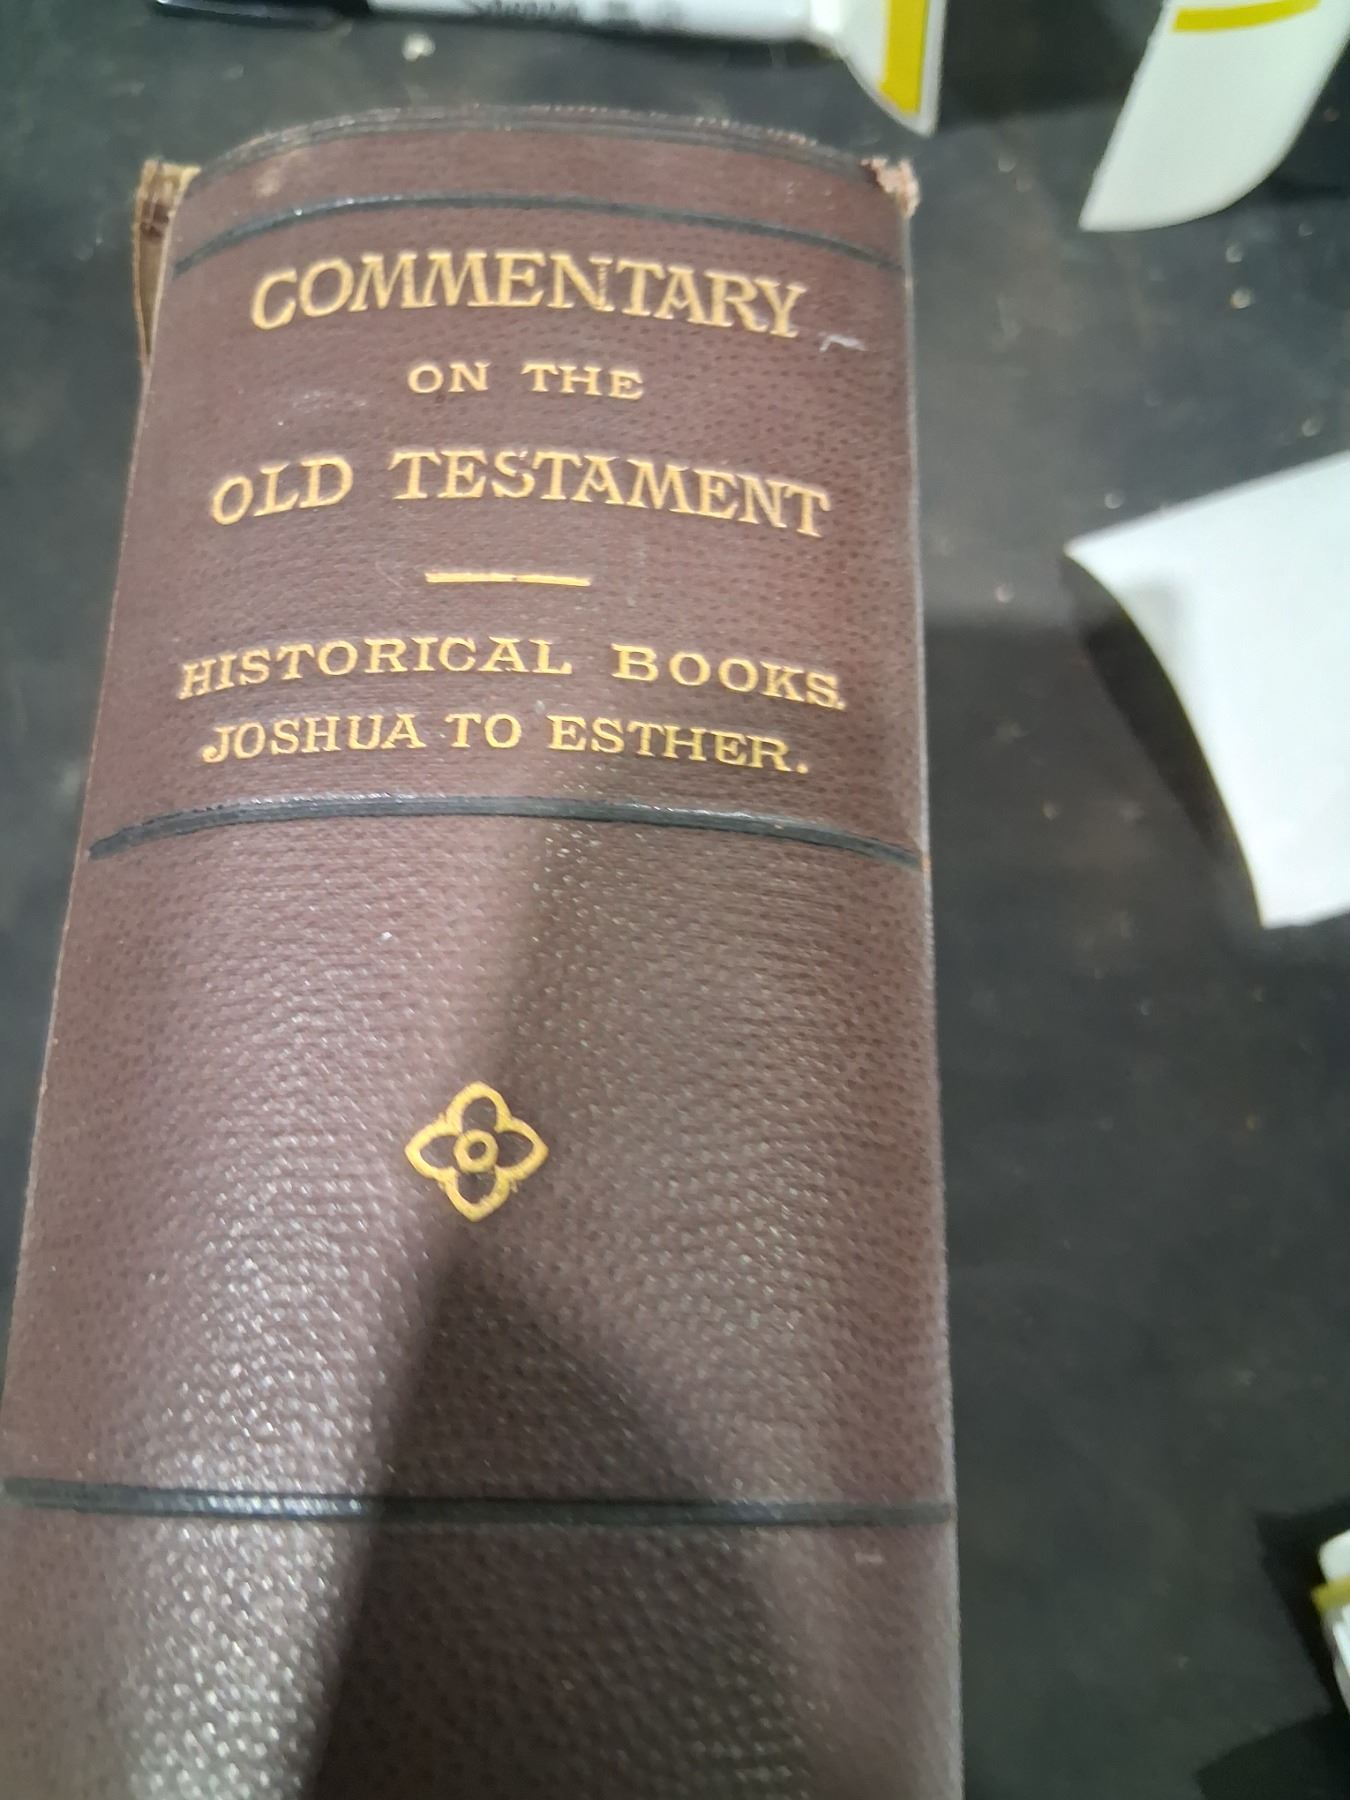 COMMENTARY
ON THE
OLD TESTAMENT
HISTORICAL BOOKS.
JOSHUA TO ESTHER.